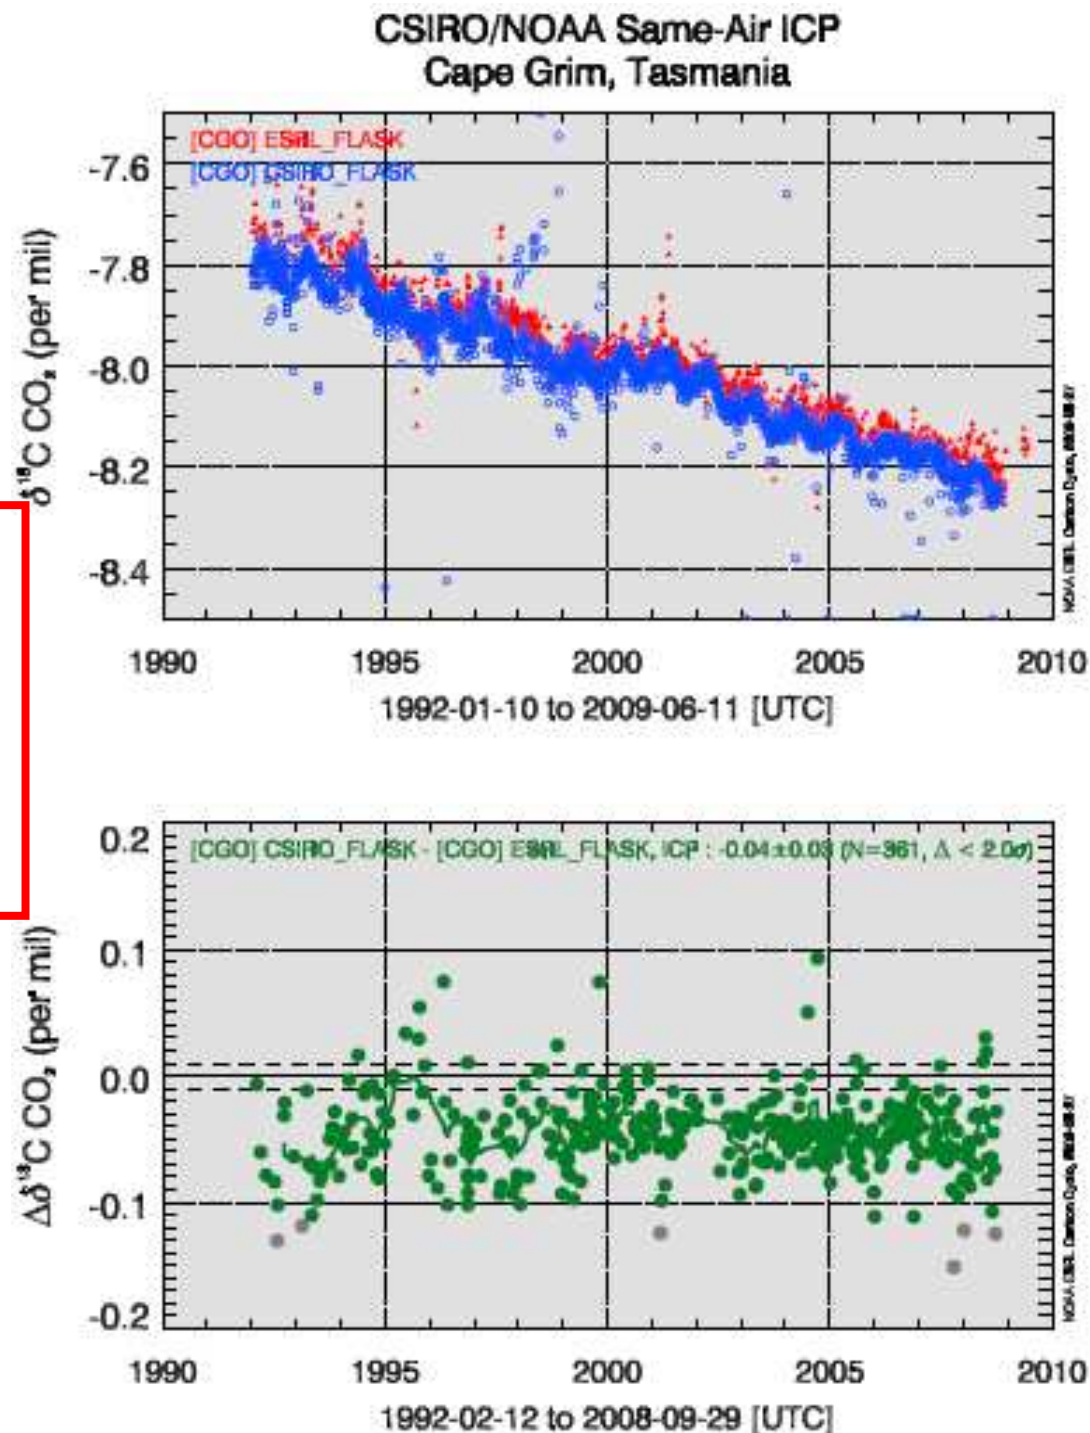 CSIRO/NOAA Same-Air ICP
Cape Grim, Tasmania
[CGO] ESRL_FLASK
[CGO] CSIRO_FLASK
-7.6
-7.8
-8.0
-8.2
-8.4
δ¹³C CO₂ (per mil)
1990 1995 2000 2005 2010
1992-01-10 to 2009-06-11 [UTC]
[CGO] CSIRO_FLASK - [CGO] ESRL_FLASK, ICP : -0.04±0.03 (N=361, Δ < 2.0σ)
0.2
0.1
0.0
-0.1
-0.2
Δδ¹³C CO₂ (per mil)
1990 1995 2000 2005 2010
1992-02-12 to 2008-09-29 [UTC]